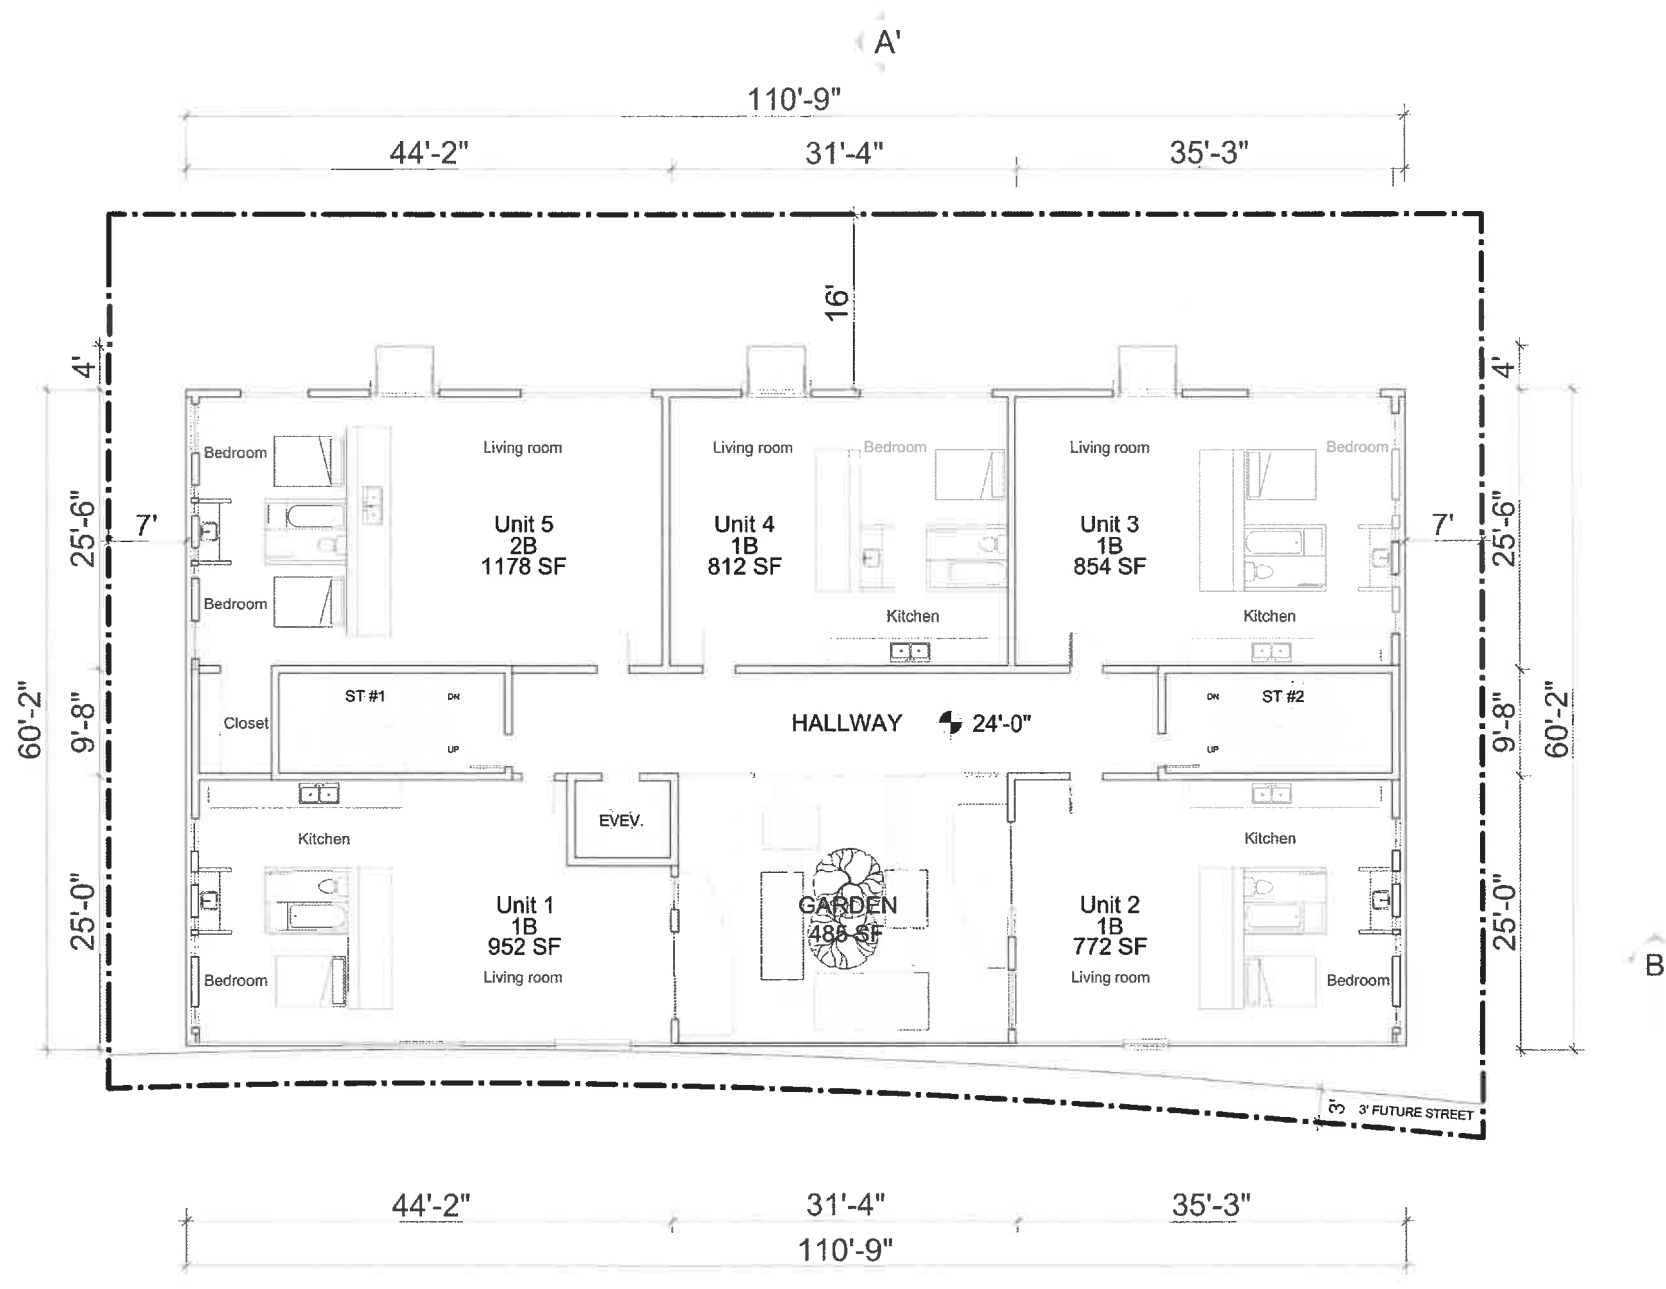 A'
110'-9"
44'-2" 31'-4" 35'-3"
16'
4' 4'
Bedroom Living room Living room Bedroom Living room Bedroom
7' 25'-6" Unit 5 Unit 4 Unit 3 25'-6" 7'
2B 1B 1B
1178 SF 812 SF 854 SF
Bedroom Kitchen Kitchen
ST #1 DN DN ST #2
60'-2" 9'-8" Closet HALLWAY 24'-0" 9'-8" 60'-2"
UP UP
EVEV.
Kitchen Kitchen
25'-0" Unit 1 GARDEN Unit 2 25'-0"
1B 485 SF 1B
952 SF 772 SF
Bedroom Living room Living room Bedroom
B
3' 3' FUTURE STREET
44'-2" 31'-4" 35'-3"
110'-9"